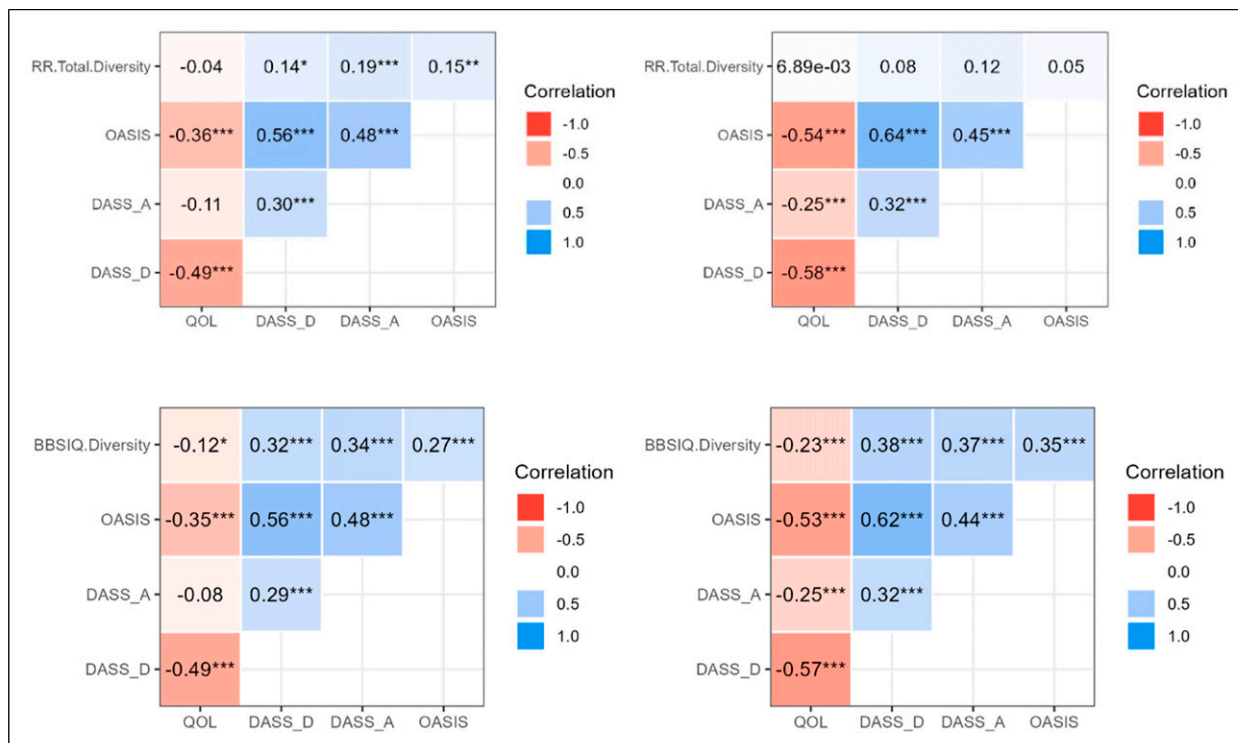 RR.Total.Diversity -0.04 0.14* 0.19*** 0.15**
OASIS -0.36*** 0.56*** 0.48***
DASS_A -0.11 0.30***
DASS_D -0.49***
QOL DASS_D DASS_A OASIS
Correlation
-1.0
-0.5
0.0
0.5
1.0
RR.Total.Diversity 6.89e-03 0.08 0.12 0.05
OASIS -0.54*** 0.64*** 0.45***
DASS_A -0.25*** 0.32***
DASS_D -0.58***
QOL DASS_D DASS_A OASIS
Correlation
-1.0
-0.5
0.0
0.5
1.0
BBSIQ.Diversity -0.12* 0.32*** 0.34*** 0.27***
OASIS -0.35*** 0.56*** 0.48***
DASS_A -0.08 0.29***
DASS_D -0.49***
QOL DASS_D DASS_A OASIS
Correlation
-1.0
-0.5
0.0
0.5
1.0
BBSIQ.Diversity -0.23*** 0.38*** 0.37*** 0.35***
OASIS -0.53*** 0.62*** 0.44***
DASS_A -0.25*** 0.32***
DASS_D -0.57***
QOL DASS_D DASS_A OASIS
Correlation
-1.0
-0.5
0.0
0.5
1.0